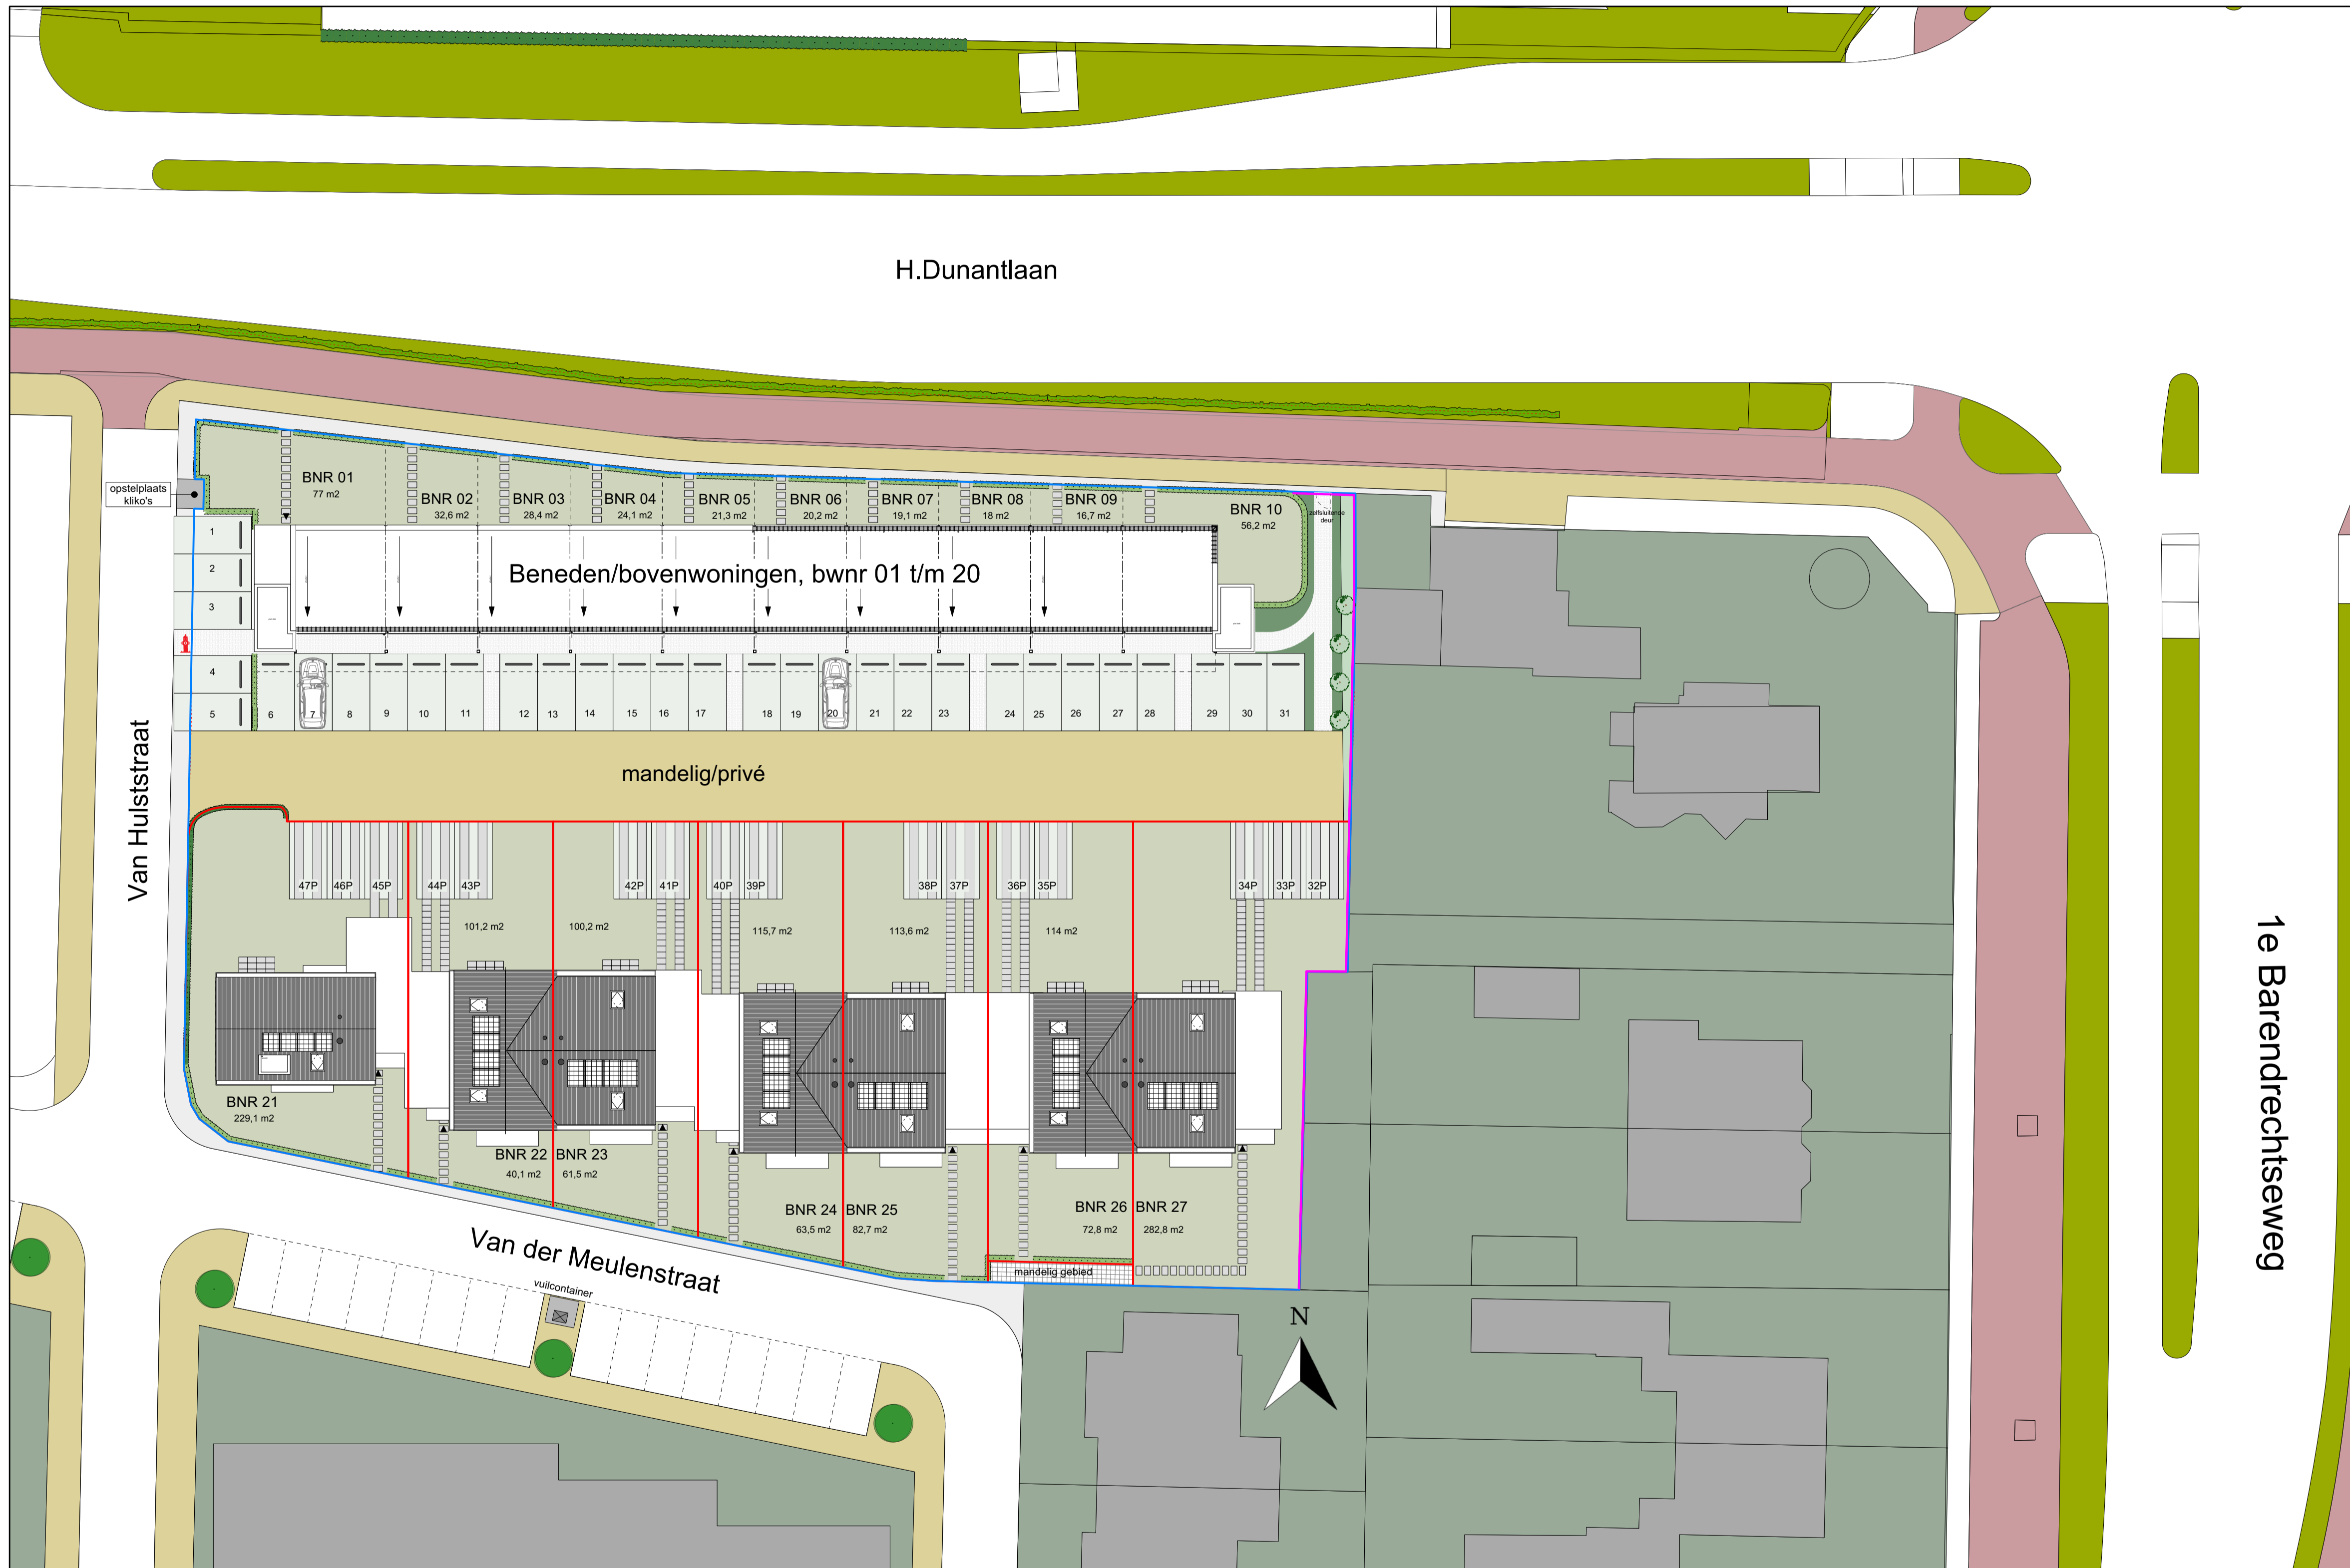 H.Dunantlaan
opstelplaats
kliko's
BNR 01
77 m2
BNR 02
32,6 m2
BNR 03
28,4 m2
BNR 04
24,1 m2
BNR 05
21,3 m2
BNR 06
20,2 m2
BNR 07
19,1 m2
BNR 08
18 m2
BNR 09
16,7 m2
BNR 10
56,2 m2
zelfsluitende
deur
Beneden/bovenwoningen, bwnr 01 t/m 20
1
2
3
4
5
6 7 8 9 10 11 12 13 14 15 16 17 18 19 20 21 22 23 24 25 26 27 28 29 30 31
Van Hulststraat
mandelig/privé
47P 46P 45P 44P 43P 42P 41P 40P 39P 38P 37P 36P 35P 34P 33P 32P
101,2 m2
100,2 m2
115,7 m2
113,6 m2
114 m2
BNR 21
229,1 m2
BNR 22
40,1 m2
BNR 23
61,5 m2
BNR 24
63,5 m2
BNR 25
82,7 m2
BNR 26
72,8 m2
BNR 27
282,8 m2
mandelig gebied
Van der Meulenstraat
vuilcontainer
N
1e Barendrechtseweg